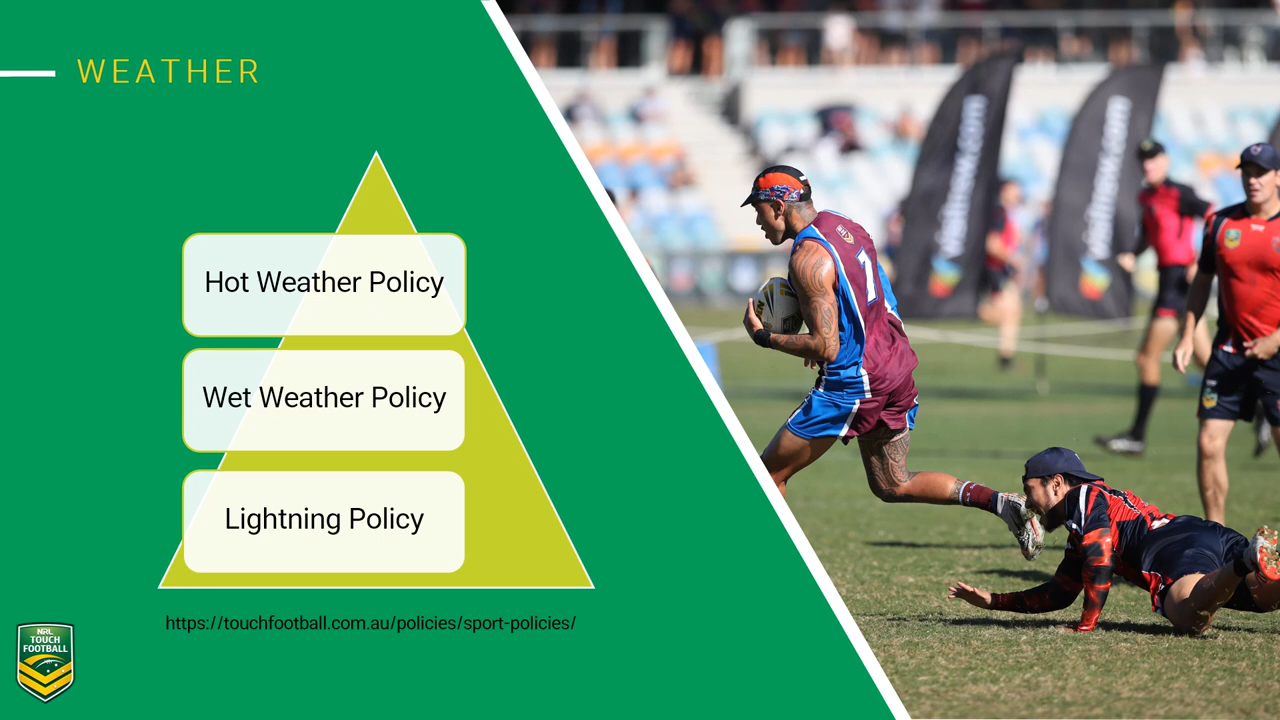 WEATHER
Hot Weather Policy
Wet Weather Policy
Lightning Policy
https://touchfootball.com.au/policies/sport-policies/
NRL
TOUCH
FOOTBALL
7